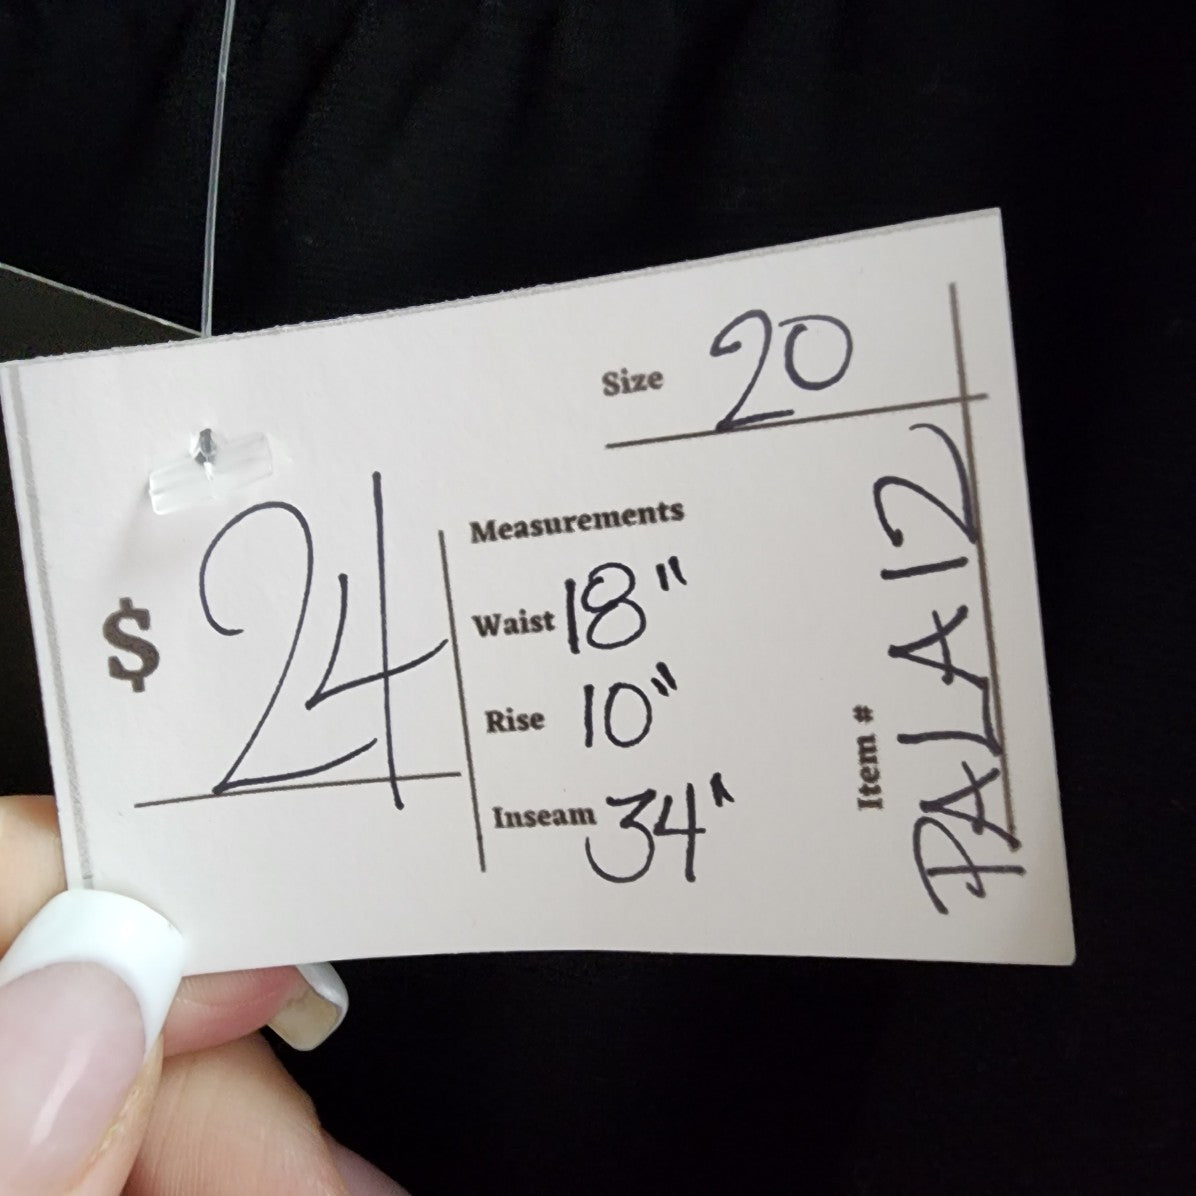 Size 20
$ 24
Measurements
Waist 18"
Rise 10"
Inseam 34"
Item # PALA12